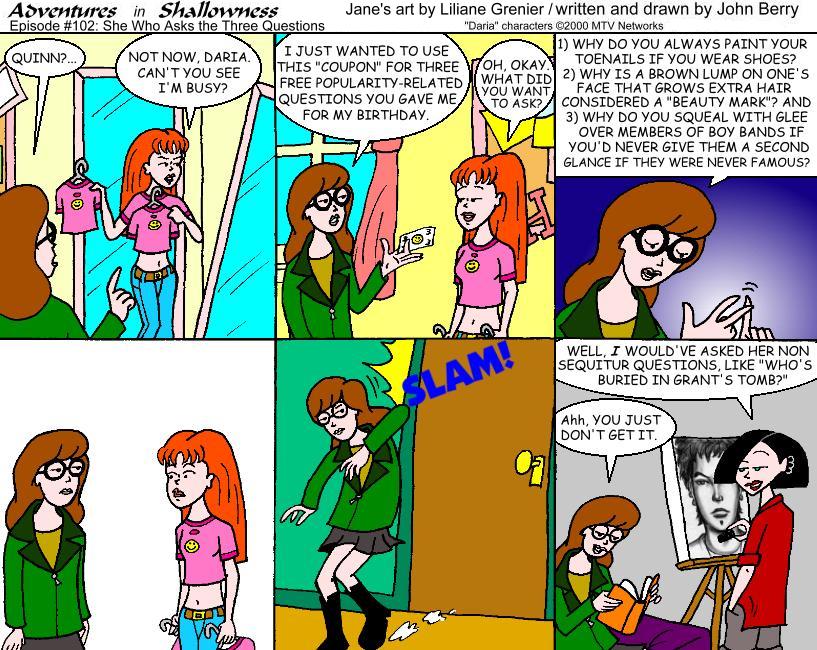 Adventures in Shallowness
Jane's art by Liliane Grenier / written and drawn by John Berry
Episode #102: She Who Asks the Three Questions
"Daria" characters ©2000 MTV Networks
QUINN?...
NOT NOW, DARIA.
CAN'T YOU SEE
I'M BUSY?
I JUST WANTED TO USE
THIS "COUPON" FOR THREE
FREE POPULARITY-RELATED
QUESTIONS YOU GAVE ME
FOR MY BIRTHDAY.
OH, OKAY.
WHAT DID
YOU WANT
TO ASK?
1) WHY DO YOU ALWAYS PAINT YOUR
TOENAILS IF YOU WEAR SHOES?
2) WHY IS A BROWN LUMP ON ONE'S
FACE THAT GROWS EXTRA HAIR
CONSIDERED A "BEAUTY MARK"? AND
3) WHY DO YOU SQUEAL WITH GLEE
OVER MEMBERS OF BOY BANDS IF
YOU'D NEVER GIVE THEM A SECOND
GLANCE IF THEY WERE NEVER FAMOUS?
SLAM!
WELL, I WOULD'VE ASKED HER NON
SEQUITUR QUESTIONS, LIKE "WHO'S
BURIED IN GRANT'S TOMB?"
Ahh, YOU JUST
DON'T GET IT.